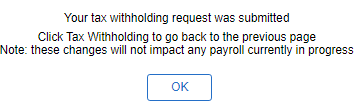 Your tax withholding request was submitted
Click Tax Withholding to go back to the previous page
Note: these changes will not impact any payroll currently in progress
OK